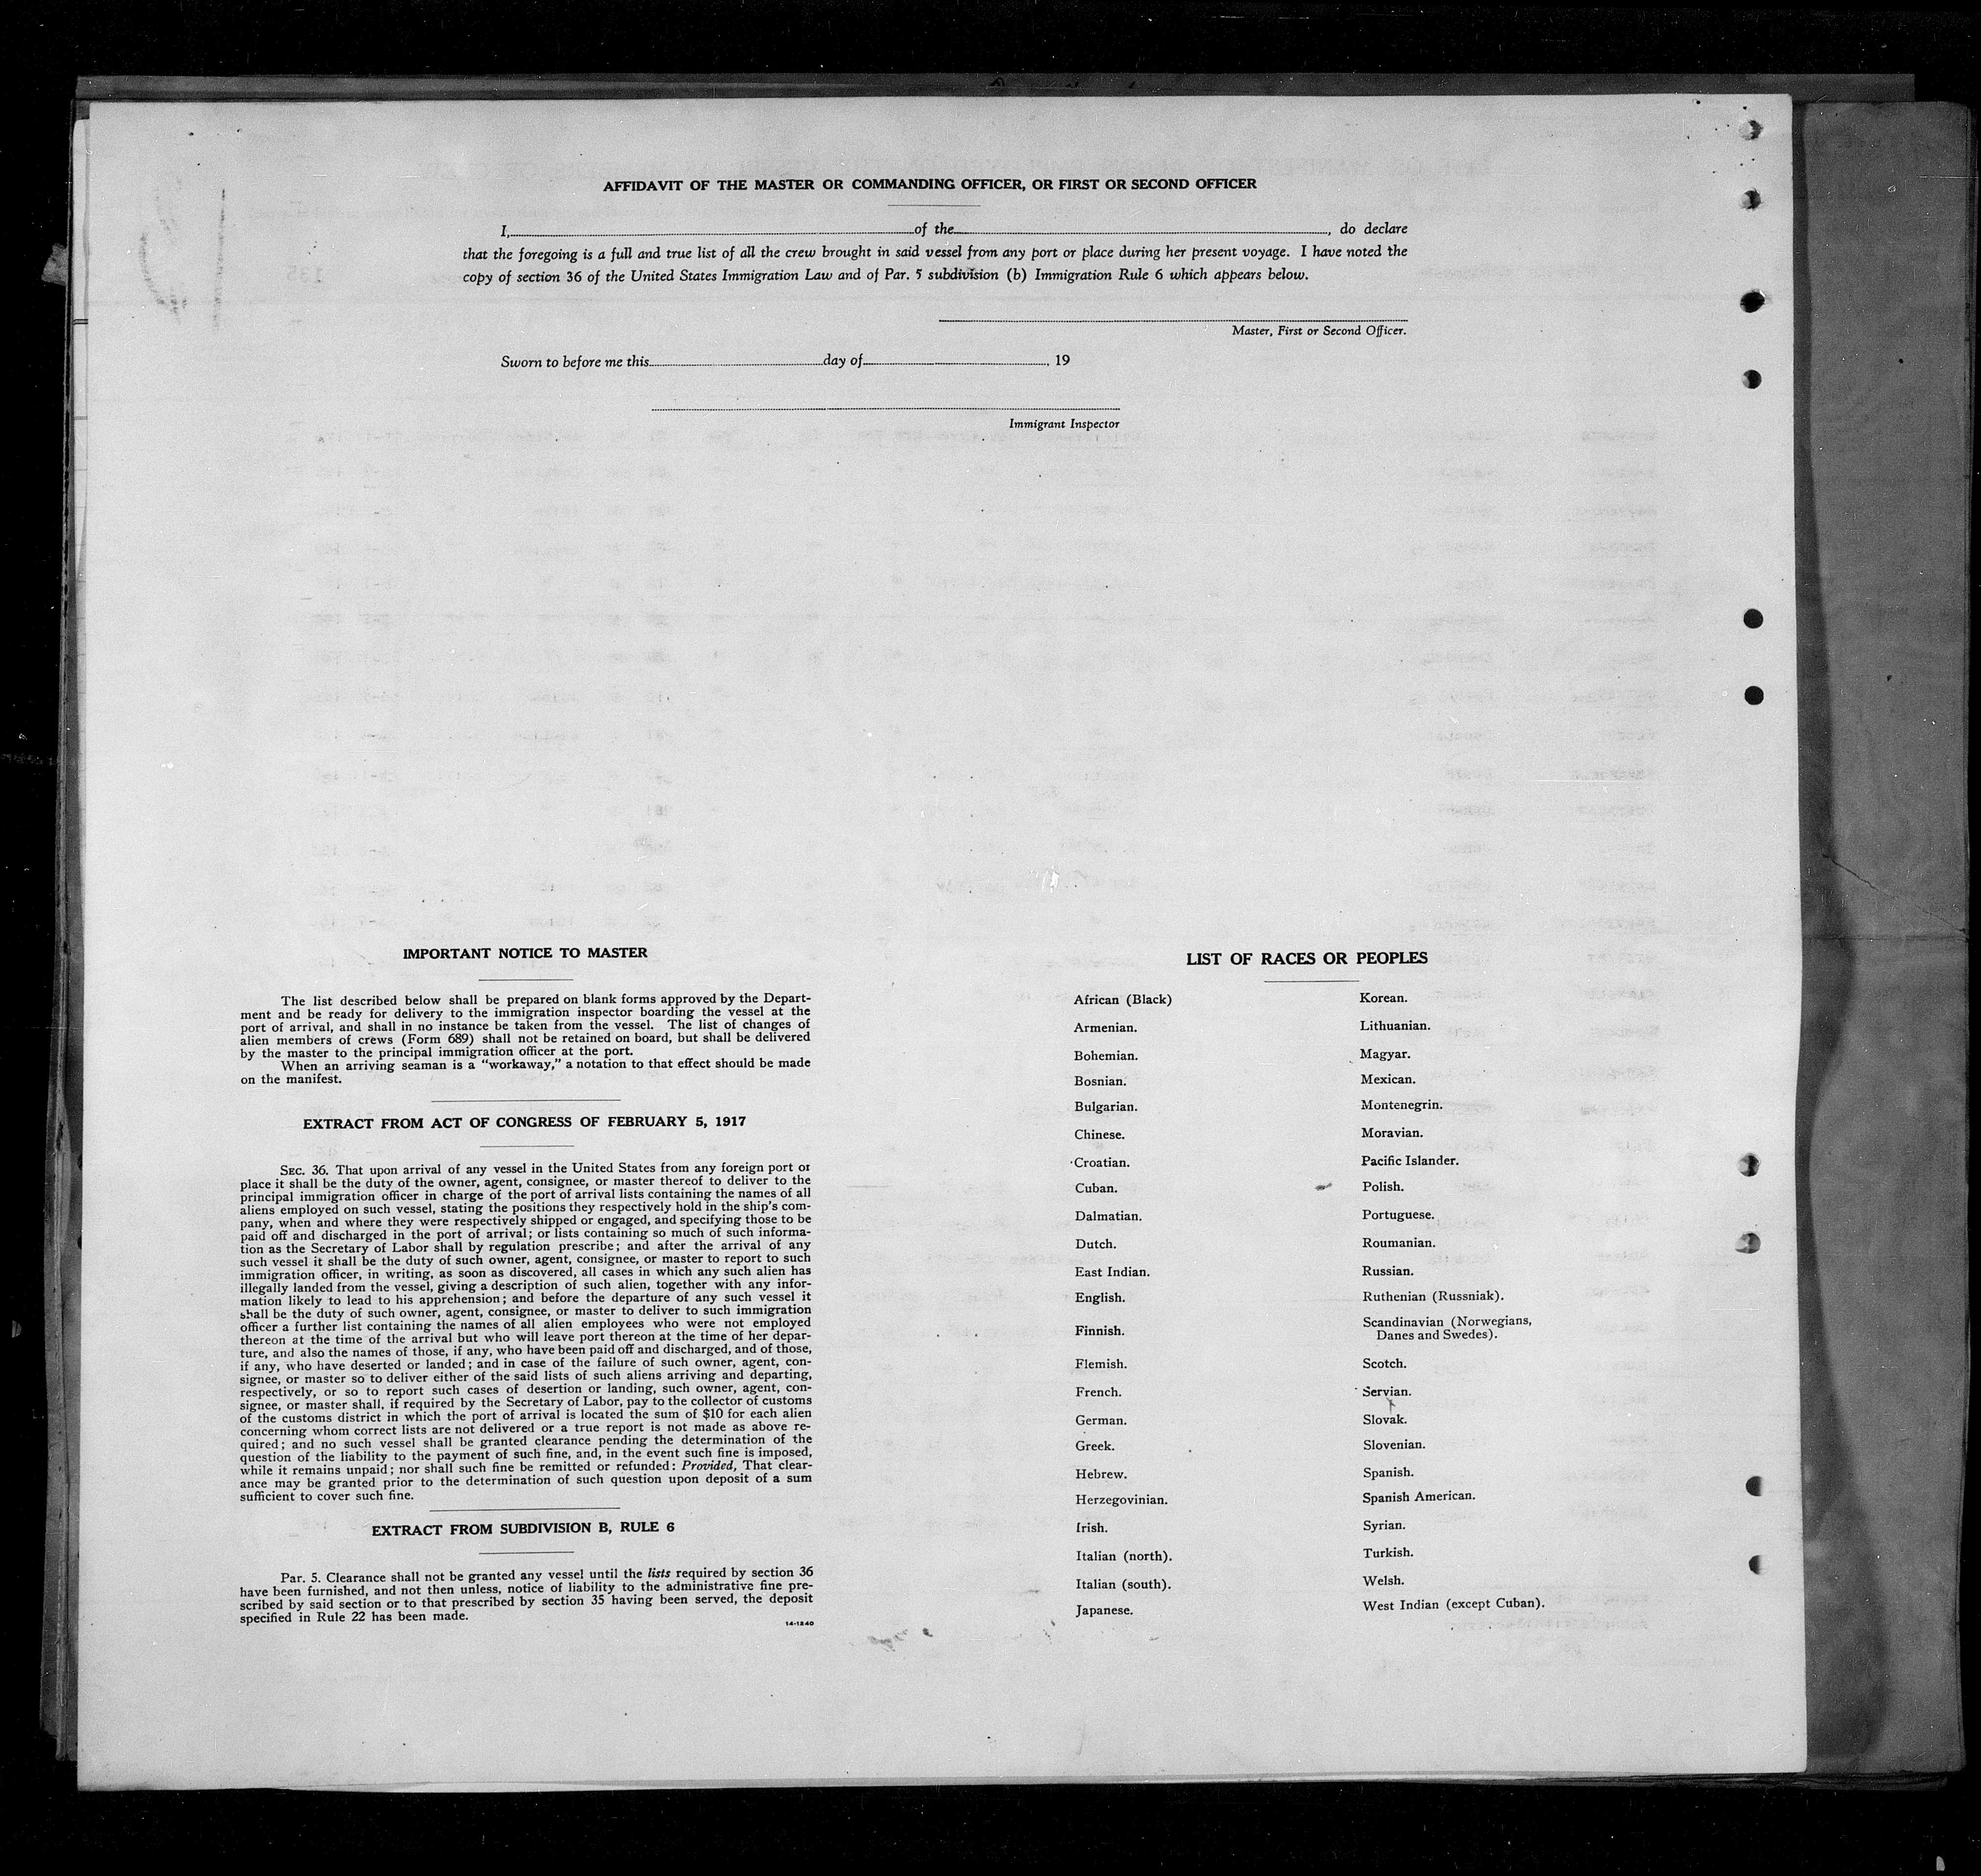 AFFIDAVIT OF THE MASTER OR COMMANDING OFFICER, OR FIRST OR SECOND OFFICER
I, of the , do declare
that the foregoing is a full and true list of all the crew brought in said vessel from any port or place during her present voyage. I have noted the
copy of section 36 of the United States Immigration Law and of Par. 5 subdivision (b) Immigration Rule 6 which appears below.
Master, First or Second Officer.
Sworn to before me this day of , 19
Immigrant Inspector
IMPORTANT NOTICE TO MASTER
The list described below shall be prepared on blank forms approved by the Depart-
ment and be ready for delivery to the immigration inspector boarding the vessel at the
port of arrival, and shall in no instance be taken from the vessel. The list of changes of
alien members of crews (Form 689) shall not be retained on board, but shall be delivered
by the master to the principal immigration officer at the port.
When an arriving seaman is a "workaway," a notation to that effect should be made
on the manifest.
EXTRACT FROM ACT OF CONGRESS OF FEBRUARY 5, 1917
SEC. 36. That upon arrival of any vessel in the United States from any foreign port or
place it shall be the duty of the owner, agent, consignee, or master thereof to deliver to the
principal immigration officer in charge of the port of arrival lists containing the names of all
aliens employed on such vessel, stating the positions they respectively hold in the ship's com-
pany, when and where they were respectively shipped or engaged, and specifying those to be
paid off and discharged in the port of arrival; or lists containing so much of such informa-
tion as the Secretary of Labor shall by regulation prescribe; and after the arrival of any
such vessel it shall be the duty of such owner, agent, consignee, or master to report to such
immigration officer, in writing, as soon as discovered, all cases in which any such alien has
illegally landed from the vessel, giving a description of such alien, together with any infor-
mation likely to lead to his apprehension; and before the departure of any such vessel it
shall be the duty of such owner, agent, consignee, or master to deliver to such immigration
officer a further list containing the names of all alien employees who were not employed
thereon at the time of the arrival but who will leave port thereon at the time of her depar-
ture, and also the names of those, if any, who have been paid off and discharged, and of those,
if any, who have deserted or landed; and in case of the failure of such owner, agent, con-
signee, or master so to deliver either of the said lists of such aliens arriving and departing,
respectively, or so to report such cases of desertion or landing, such owner, agent, con-
signee, or master shall, if required by the Secretary of Labor, pay to the collector of customs
of the customs district in which the port of arrival is located the sum of $10 for each alien
concerning whom correct lists are not delivered or a true report is not made as above re-
quired; and no such vessel shall be granted clearance pending the determination of the
question of the liability to the payment of such fine, and, in the event such fine is imposed,
while it remains unpaid; nor shall such fine be remitted or refunded: Provided, That clear-
ance may be granted prior to the determination of such question upon deposit of a sum
sufficient to cover such fine.
EXTRACT FROM SUBDIVISION B, RULE 6
Par. 5. Clearance shall not be granted any vessel until the lists required by section 36
have been furnished, and not then unless, notice of liability to the administrative fine pre-
scribed by said section or to that prescribed by section 35 having been served, the deposit
specified in Rule 22 has been made.
14-1240
LIST OF RACES OR PEOPLES
African (Black)
Armenian.
Bohemian.
Bosnian.
Bulgarian.
Chinese.
Croatian.
Cuban.
Dalmatian.
Dutch.
East Indian.
English.
Finnish.
Flemish.
French.
German.
Greek.
Hebrew.
Herzegovinian.
Irish.
Italian (north).
Italian (south).
Japanese.
Korean.
Lithuanian.
Magyar.
Mexican.
Montenegrin.
Moravian.
Pacific Islander.
Polish.
Portuguese.
Roumanian.
Russian.
Ruthenian (Russniak).
Scandinavian (Norwegians,
Danes and Swedes).
Scotch.
Servian.
Slovak.
Slovenian.
Spanish.
Spanish American.
Syrian.
Turkish.
Welsh.
West Indian (except Cuban).